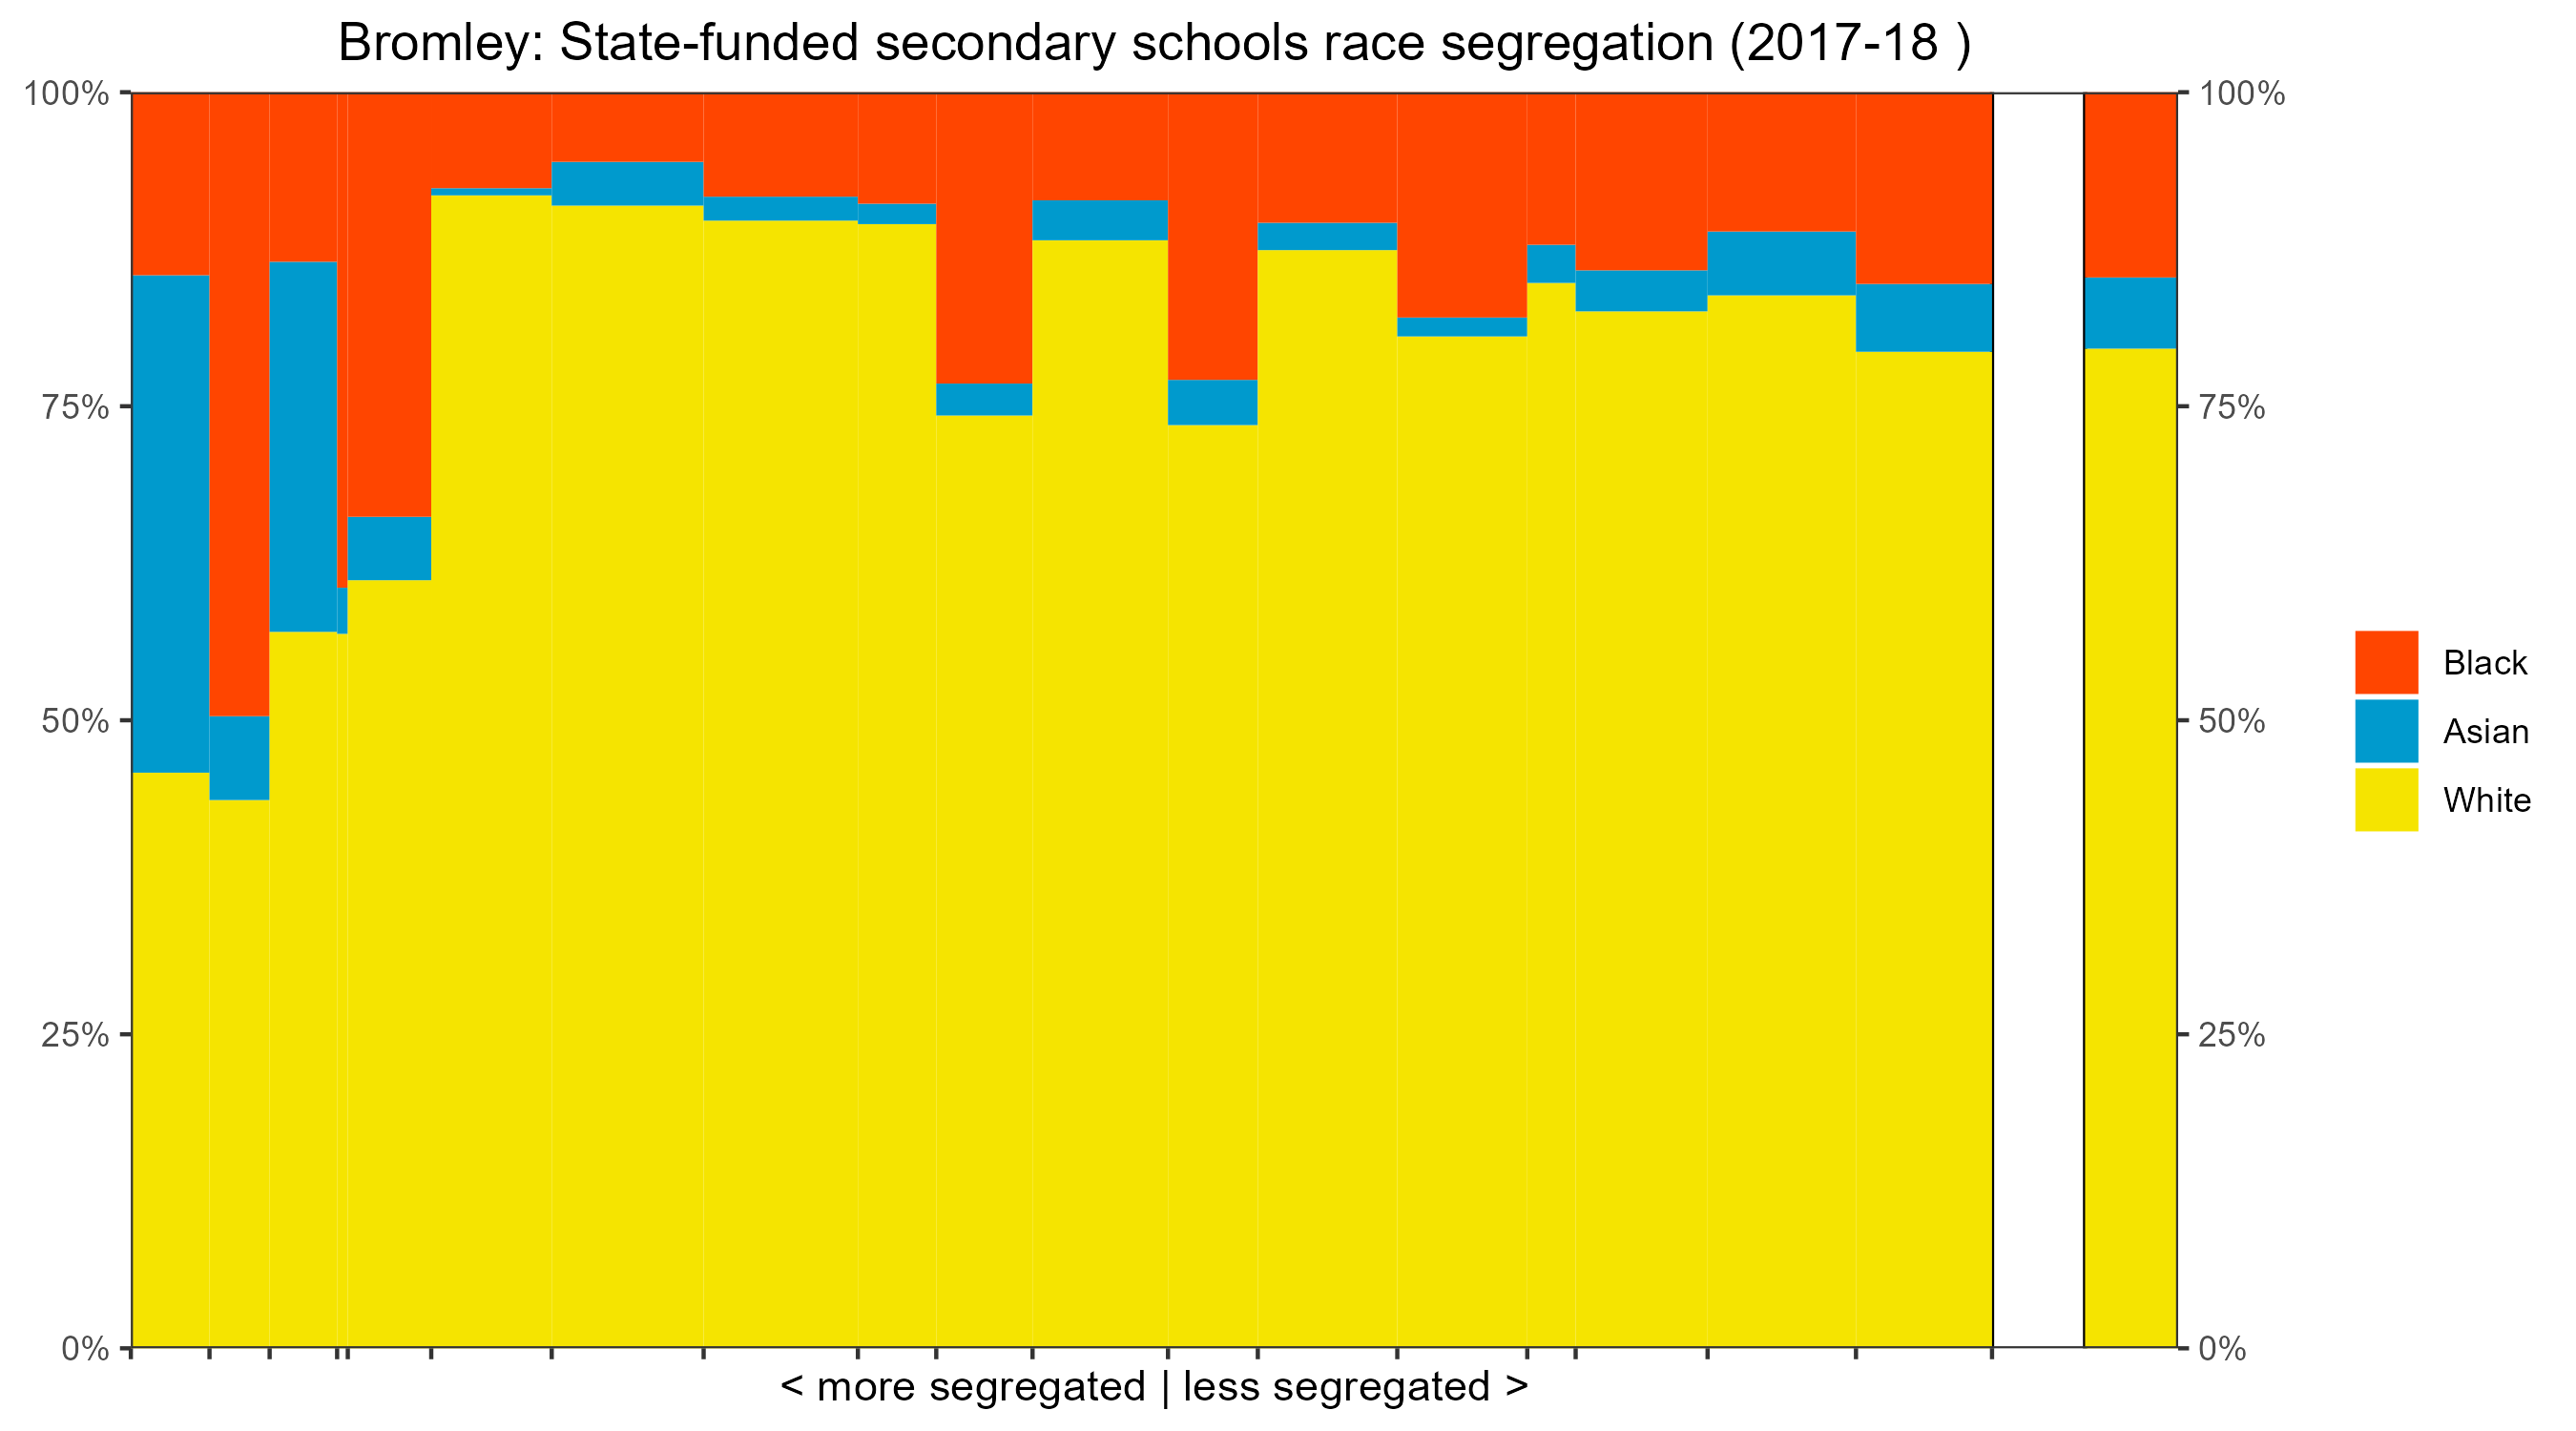 Bromley: State-funded secondary schools race segregation (2017-18 )
100%
100%
75%
75%
Black
50%
50%
Asian
White
25%
25%
0%
0%
< more segregated | less segregated >